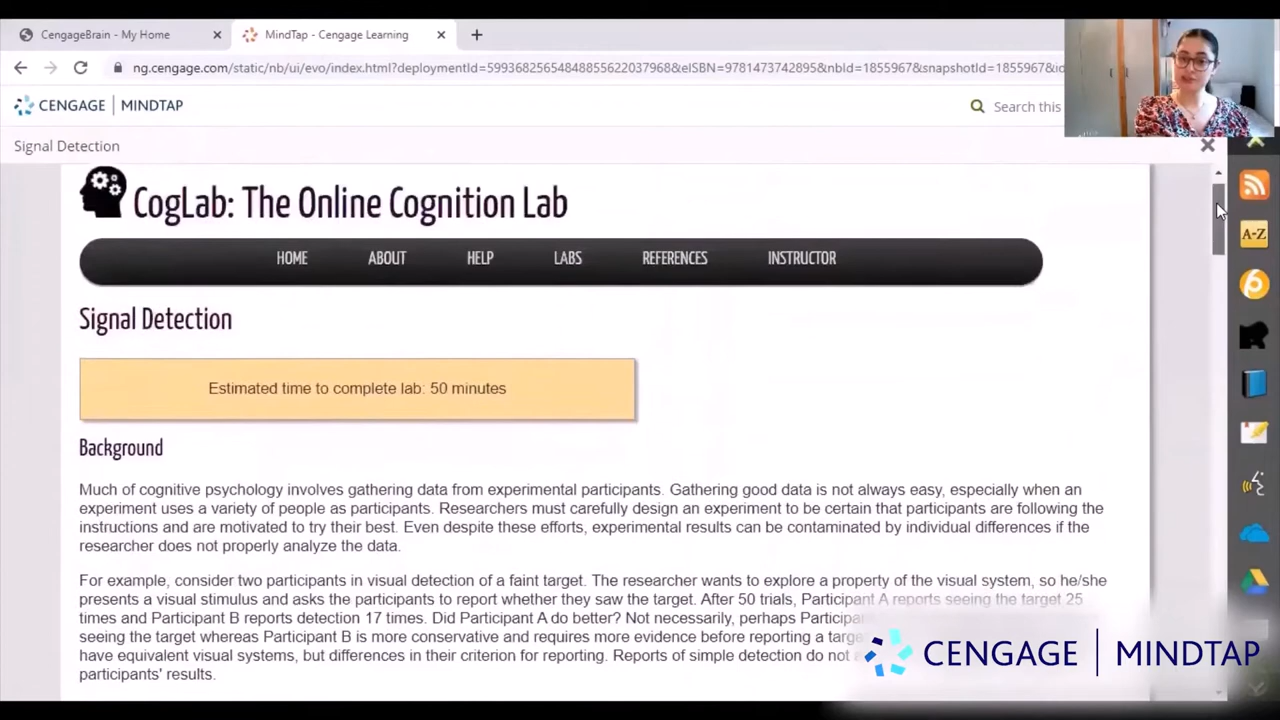 CengageBrain - My Home
MindTap - Cengage Learning
ng.cengage.com/static/nb/ui/evo/index.html?deploymentId=59268256548488556220379​68&eISBN=9781473742895&nbId=1855967&snapshotId=1855967&id
CENGAGE | MINDTAP
Search this
Signal Detection
CogLab: The Online Cognition Lab
HOME ABOUT HELP LABS REFERENCES INSTRUCTOR
Signal Detection
Estimated time to complete lab: 50 minutes
Background
Much of cognitive psychology involves gathering data from experimental participants. Gathering good data is not always easy, especially when an
experiment uses a variety of people as participants. Researchers must carefully design an experiment to be certain that participants are following the
instructions and are motivated to try their best. Even despite these efforts, experimental results can be contaminated by individual differences if the
researcher does not properly analyze the data.
For example, consider two participants in visual detection of a faint target. The researcher wants to explore a property of the visual system, so he/she
presents a visual stimulus and asks the participants to report whether they saw the target. After 50 trials, Participant A reports seeing the target 25
times and Participant B reports detection 17 times. Did Participant A do better? Not necessarily, perhaps Participant
seeing the target whereas Participant B is more conservative and requires more evidence before reporting a targe
have equivalent visual systems, but differences in their criterion for reporting. Reports of simple detection do not a
participants' results.
A-Z
CENGAGE | MINDTAP